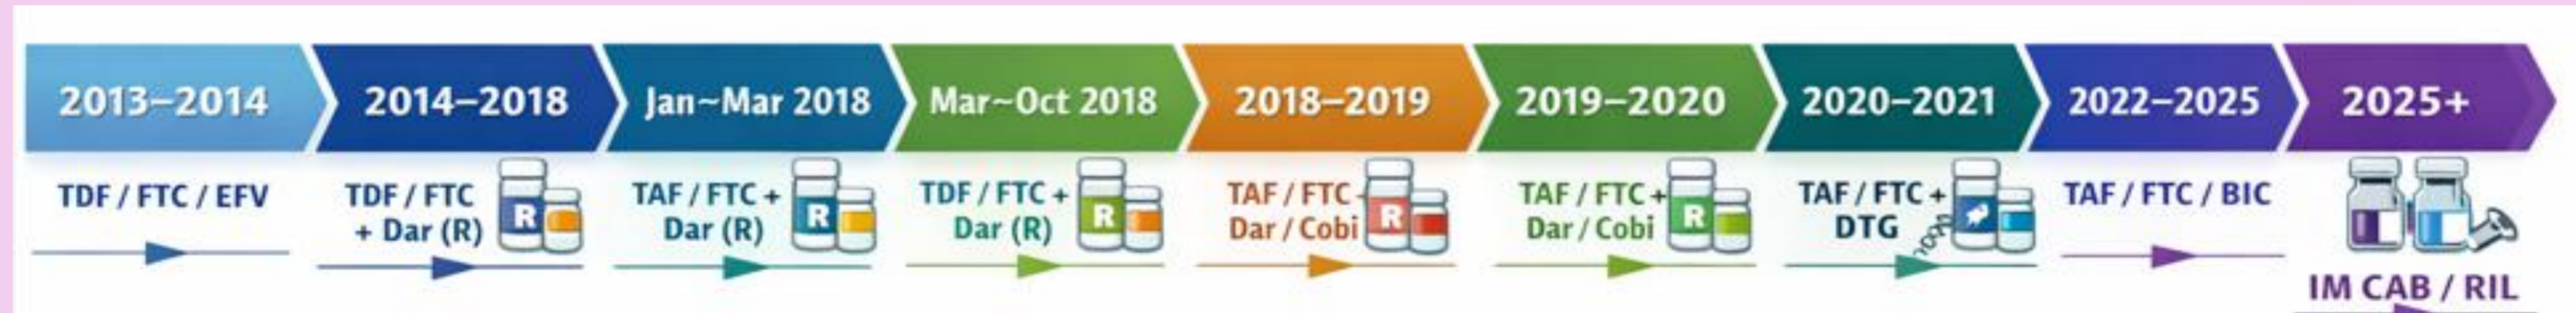 2013–2014
2014–2018
Jan~Mar 2018
Mar~Oct 2018
2018–2019
2019–2020
2020–2021
2022–2025
2025+
TDF / FTC / EFV
TDF / FTC
+ Dar (R)
R
TAF / FTC +
Dar (R)
R
TDF / FTC +
Dar (R)
R
TAF / FTC
Dar / Cobi
R
TAF / FTC +
Dar / Cobi
R
TAF / FTC +
DTG
TAF / FTC / BIC
IM CAB / RIL